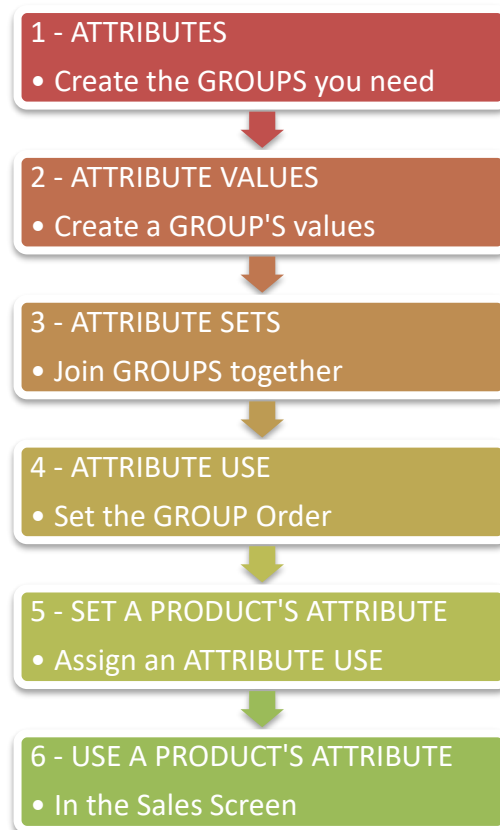 1 - ATTRIBUTES
• Create the GROUPS you need
2 - ATTRIBUTE VALUES
• Create a GROUP'S values
3 - ATTRIBUTE SETS
• Join GROUPS together
4 - ATTRIBUTE USE
• Set the GROUP Order
5 - SET A PRODUCT'S ATTRIBUTE
• Assign an ATTRIBUTE USE
6 - USE A PRODUCT'S ATTRIBUTE
• In the Sales Screen